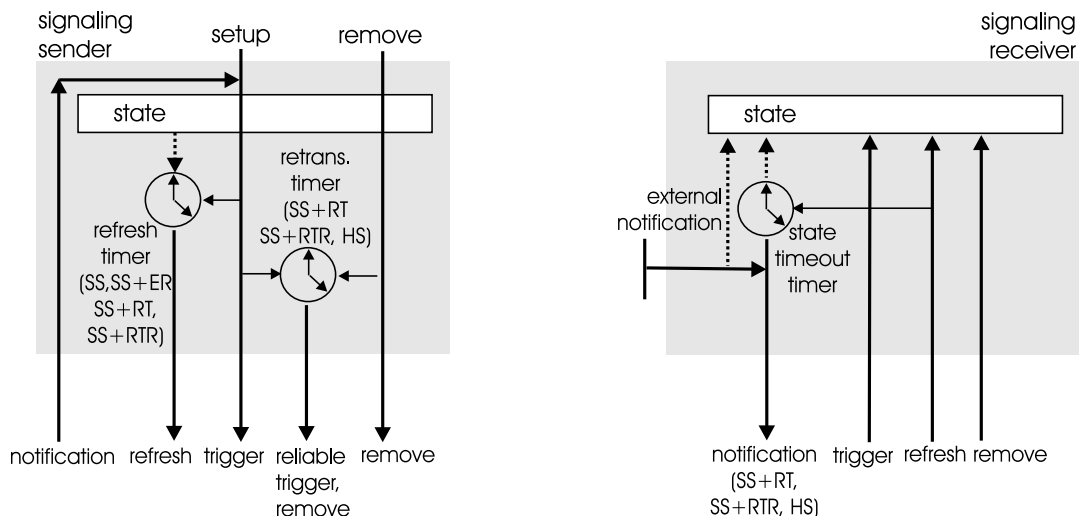 signaling
sender
setup
remove
state
retrans.
timer
(SS+RT
SS+RTR, HS)
refresh
timer
(SS,SS+ER
SS+RT,
SS+RTR)
notification
refresh
trigger
reliable
trigger,
remove
remove
signaling
receiver
state
external
notification
state
timeout
timer
notification
(SS+RT,
SS+RTR, HS)
trigger
refresh
remove